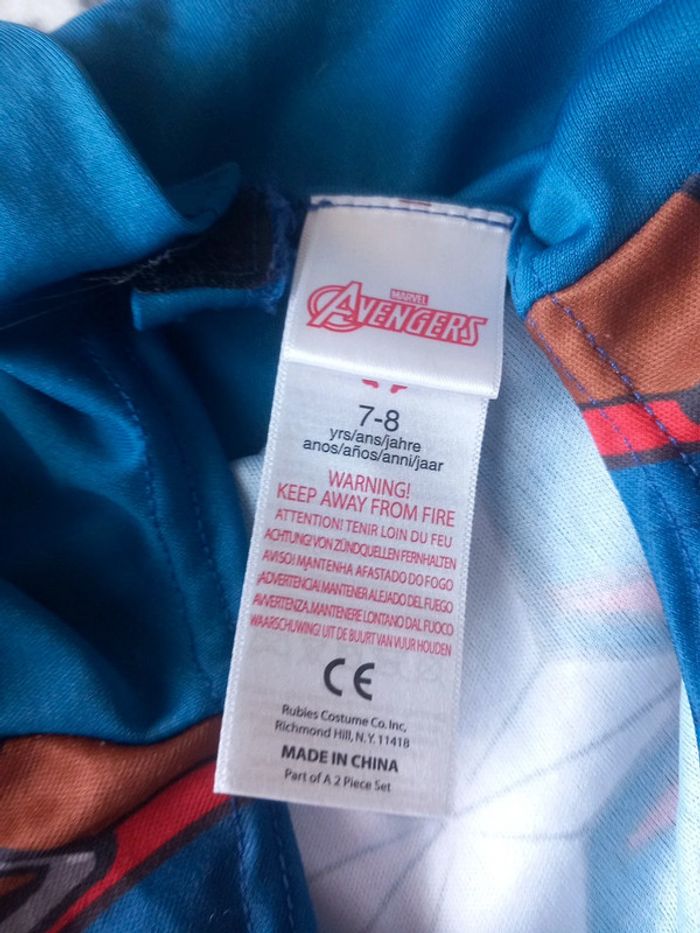 MARVEL
AVENGERS
7-8
yrs/ans/jahre
anos/años/anni/jaar
WARNING!
KEEP AWAY FROM FIRE
ATTENTION! TENIR LOIN DU FEU
ACHTUNG! VON ZÜNDQUELLEN FERNHALTEN
AVISO! MANTENHA AFASTADO DO FOGO
¡ADVERTENCIA! MANTENER ALEJADO DEL FUEGO
AVVERTENZA. MANTENERE LONTANO DAL FUOCO
WAARSCHUWING! UIT DE BUURT VAN VUUR HOUDEN
CE
Rubies Costume Co. Inc,
Richmond Hill, N.Y. 11418
MADE IN CHINA
Part of A 2 Piece Set